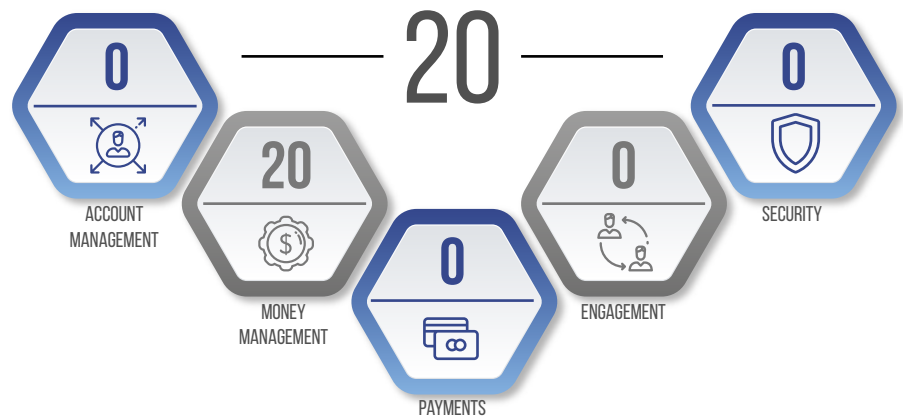 20
0
ACCOUNT
MANAGEMENT
20
$
MONEY
MANAGEMENT
0
PAYMENTS
0
ENGAGEMENT
0
SECURITY